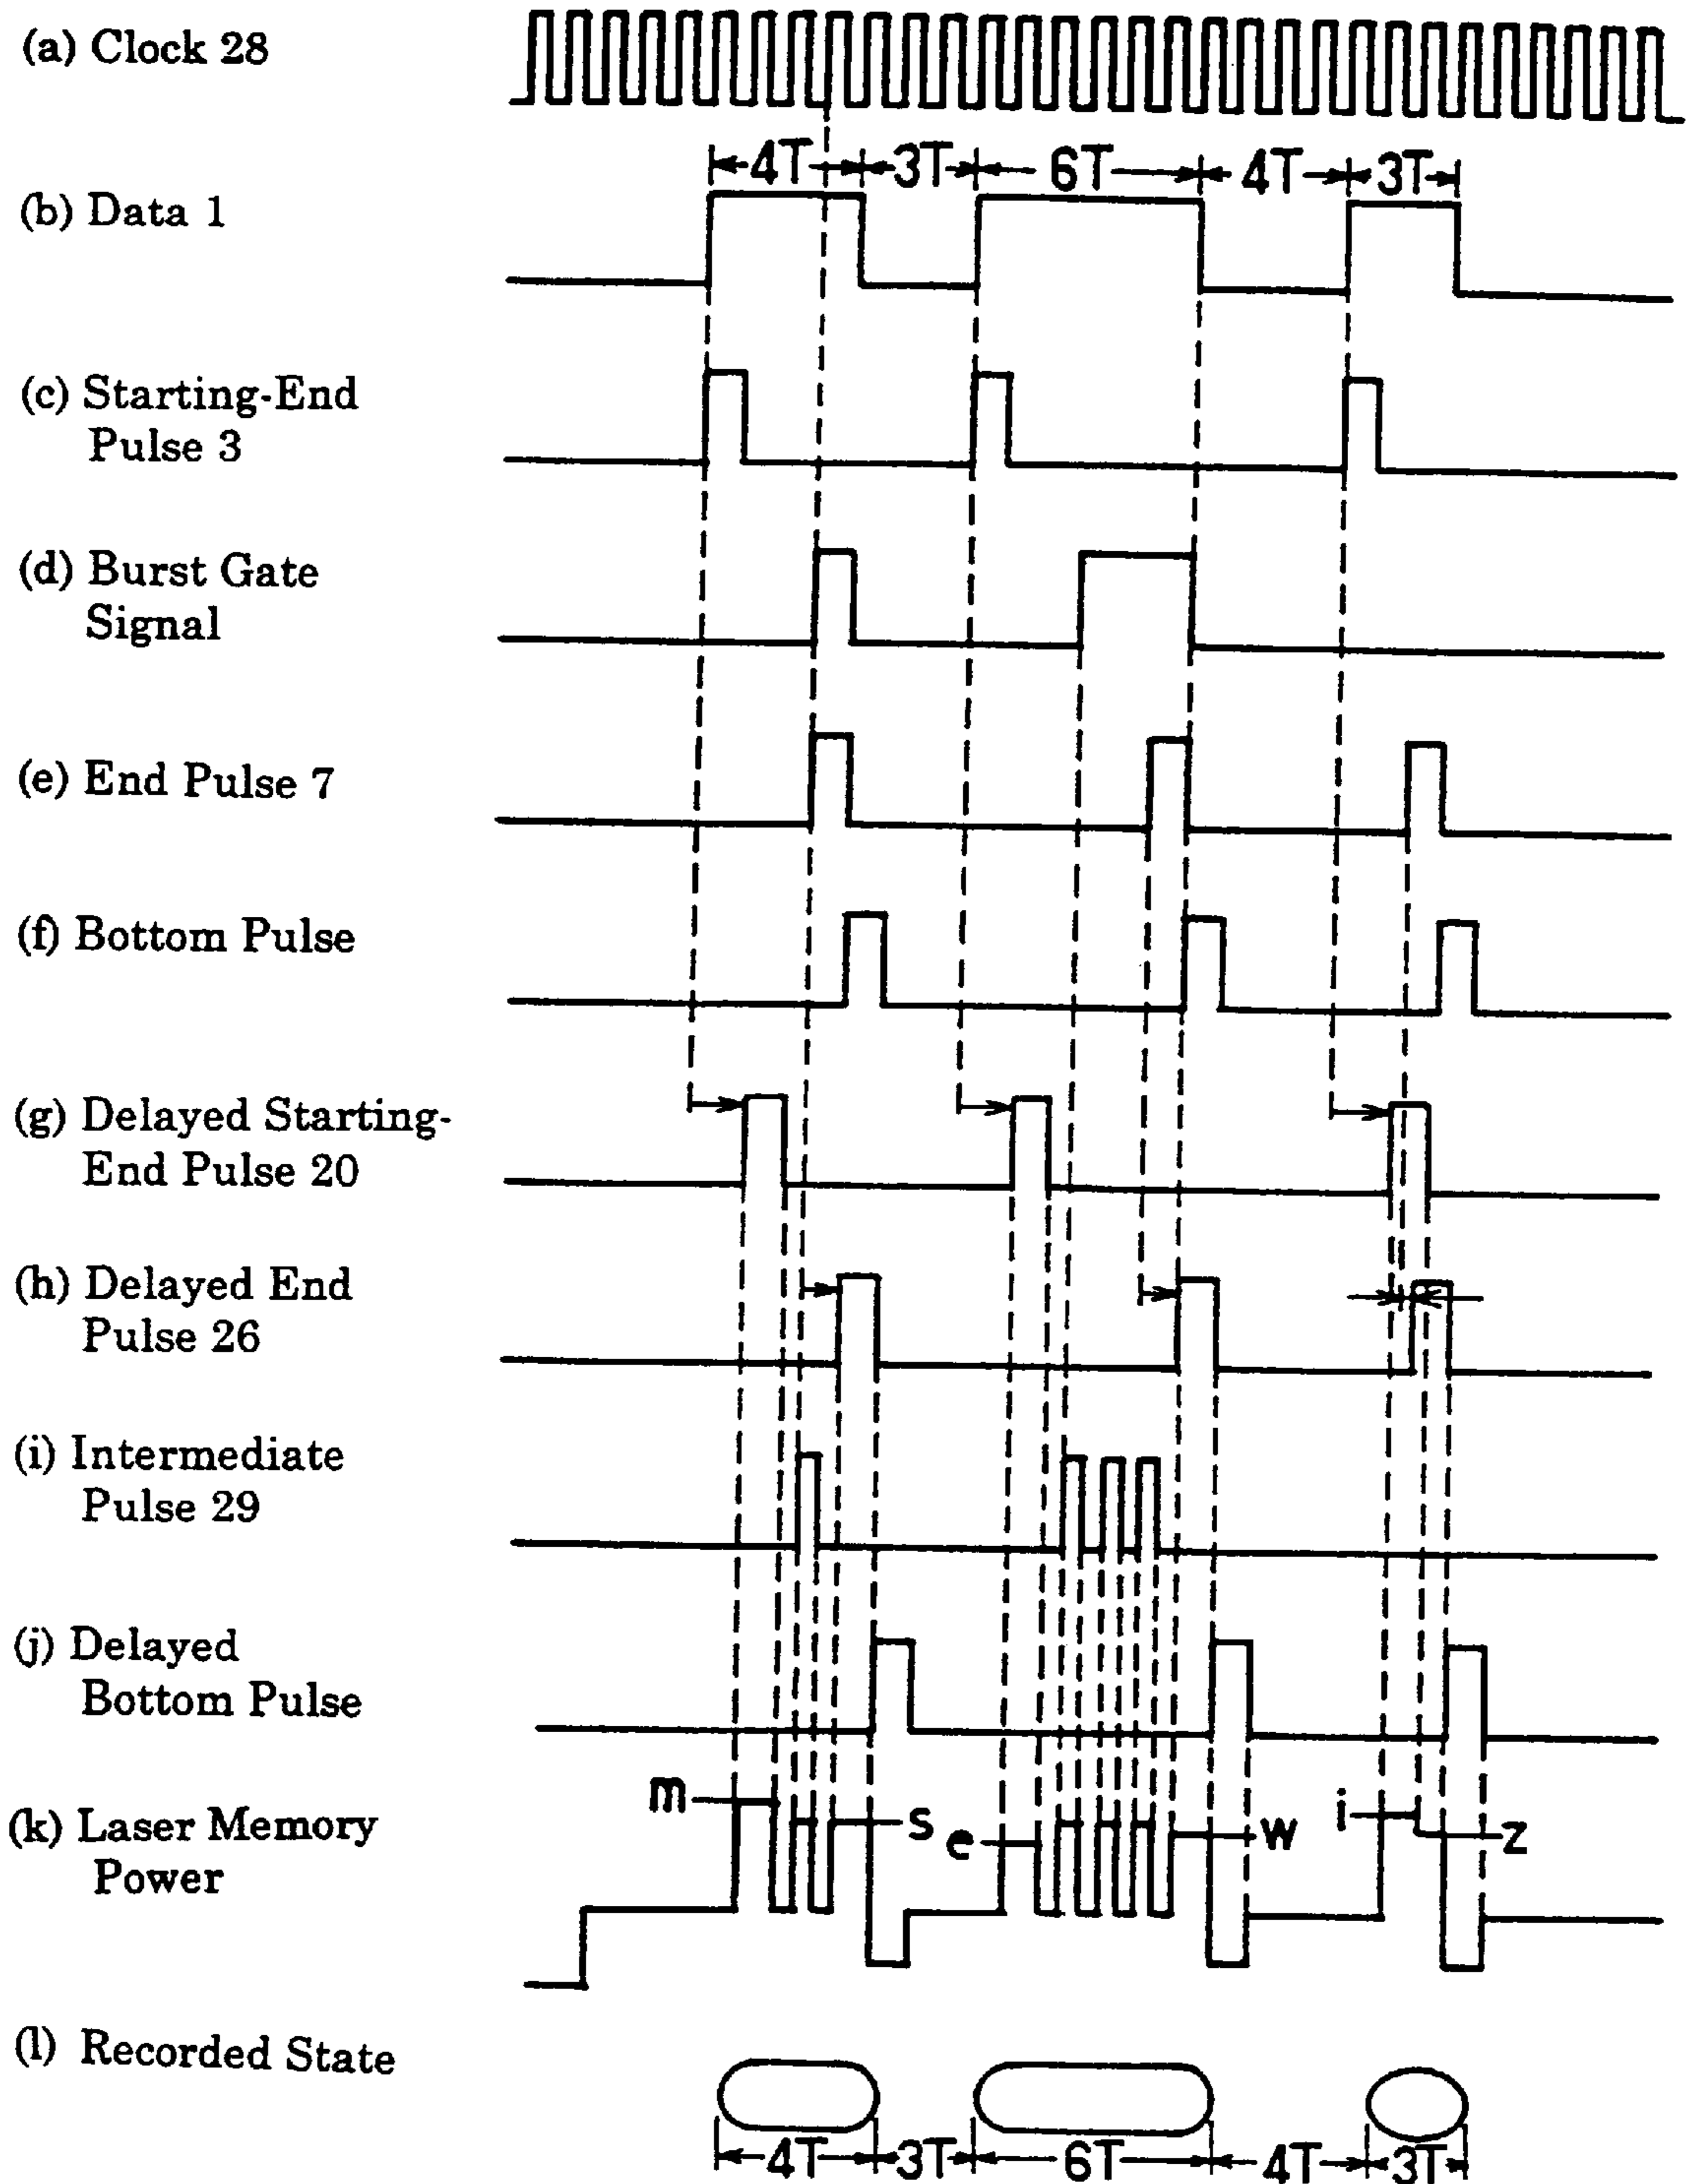 (a) Clock 28
4T 3T 6T 4T 3T
(b) Data 1
(c) Starting-End
Pulse 3
(d) Burst Gate
Signal
(e) End Pulse 7
(f) Bottom Pulse
(g) Delayed Starting-
End Pulse 20
(h) Delayed End
Pulse 26
(i) Intermediate
Pulse 29
(j) Delayed
Bottom Pulse
m s e w i z
(k) Laser Memory
Power
(l) Recorded State
4T 3T 6T 4T 3T